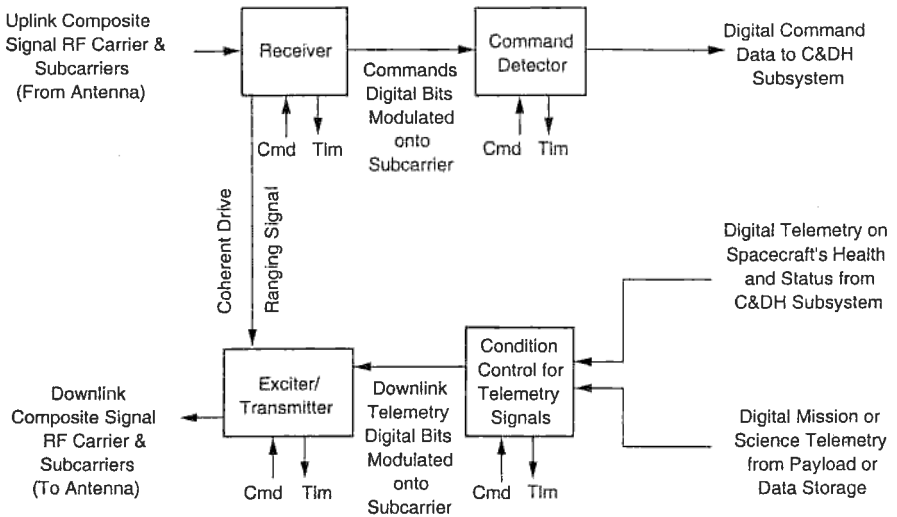 Uplink Composite
Signal RF Carrier &
Subcarriers
(From Antenna)
Receiver
Cmd
Tlm
Commands
Digital Bits
Modulated
onto
Subcarrier
Command
Detector
Cmd
Tlm
Digital Command
Data to C&DH
Subsystem
Coherent Drive
Ranging Signal
Digital Telemetry on
Spacecraft's Health
and Status from
C&DH Subsystem
Condition
Control for
Telemetry
Signals
Cmd
Tlm
Digital Mission or
Science Telemetry
from Payload or
Data Storage
Downlink
Telemetry
Digital Bits
Modulated
onto
Subcarrier
Exciter/
Transmitter
Cmd
Tlm
Downlink
Composite Signal
RF Carrier &
Subcarriers
(To Antenna)